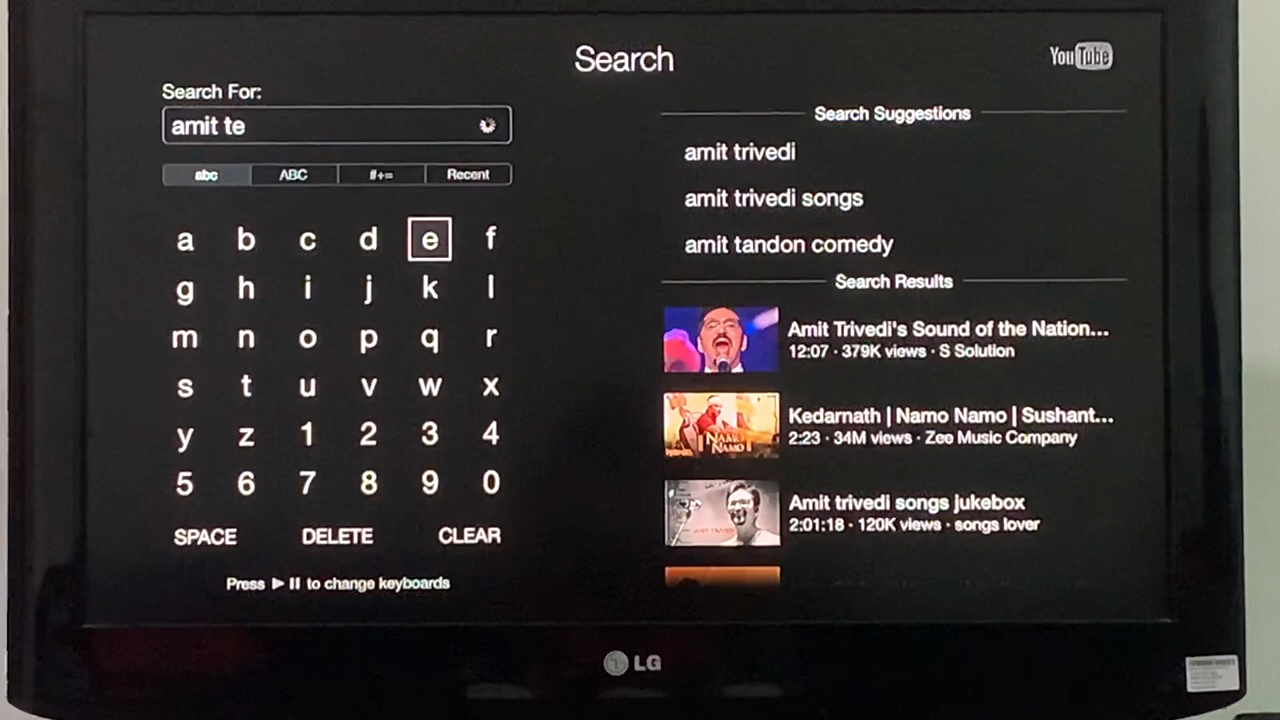 Search
YouTube
Search For:
amit te
abc ABC #+= Recent
a b c d e f
g h i j k l
m n o p q r
s t u v w x
y z 1 2 3 4
5 6 7 8 9 0
SPACE DELETE CLEAR
Press ▶II to change keyboards
Search Suggestions
amit trivedi
amit trivedi songs
amit tandon comedy
Search Results
Amit Trivedi's Sound of the Nation...
12:07 · 379K views · S Solution
NAMO
NAMO
Kedarnath | Namo Namo | Sushant...
2:23 · 34M views · Zee Music Company
Amit trivedi songs jukebox
2:01:18 · 120K views · songs lover
LG